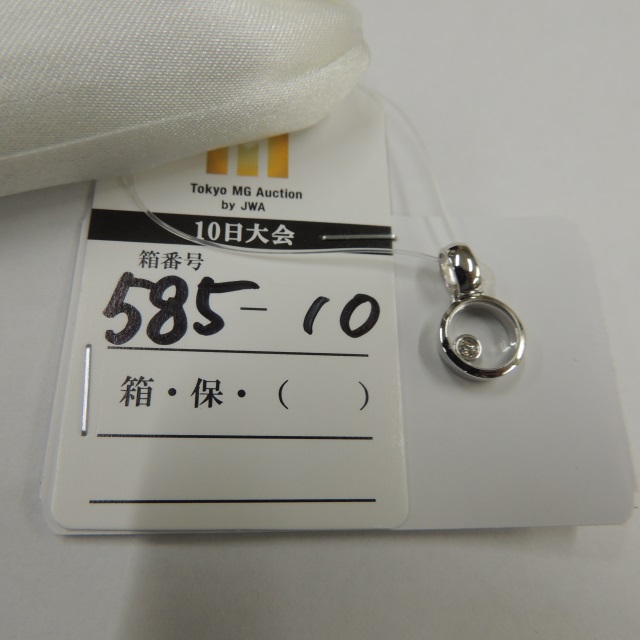 Tokyo MG Auction
by JWA
10日大会
箱番号
585-10
箱・保・(　　)